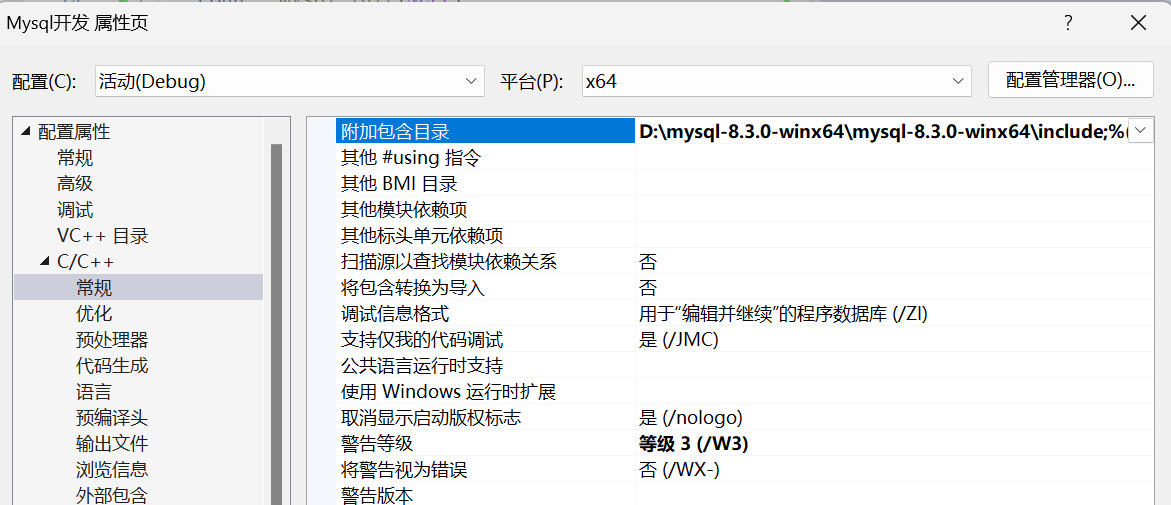 Mysql开发 属性页
配置(C): 活动(Debug) 平台(P): x64 配置管理器(O)...
配置属性
常规
高级
调试
VC++ 目录
C/C++
常规
优化
预处理器
代码生成
语言
预编译头
输出文件
浏览信息
外部包含
附加包含目录 D:\mysql-8.3.0-winx64\mysql-8.3.0-winx64\include;%(
其他 #using 指令
其他 BMI 目录
其他模块依赖项
其他标头单元依赖项
扫描源以查找模块依赖关系 否
将包含转换为导入 否
调试信息格式 用于“编辑并继续”的程序数据库 (/ZI)
支持仅我的代码调试 是 (/JMC)
公共语言运行时支持
使用 Windows 运行时扩展
取消显示启动版权标志 是 (/nologo)
警告等级 等级 3 (/W3)
将警告视为错误 否 (/WX-)
警告版本